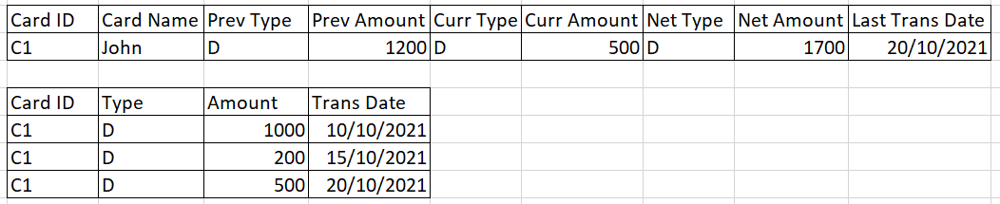 Card ID Card Name Prev Type Prev Amount Curr Type Curr Amount Net Type Net Amount Last Trans Date
C1 John D 1200 D 500 D 1700 20/10/2021
Card ID Type Amount Trans Date
C1 D 1000 10/10/2021
C1 D 200 15/10/2021
C1 D 500 20/10/2021